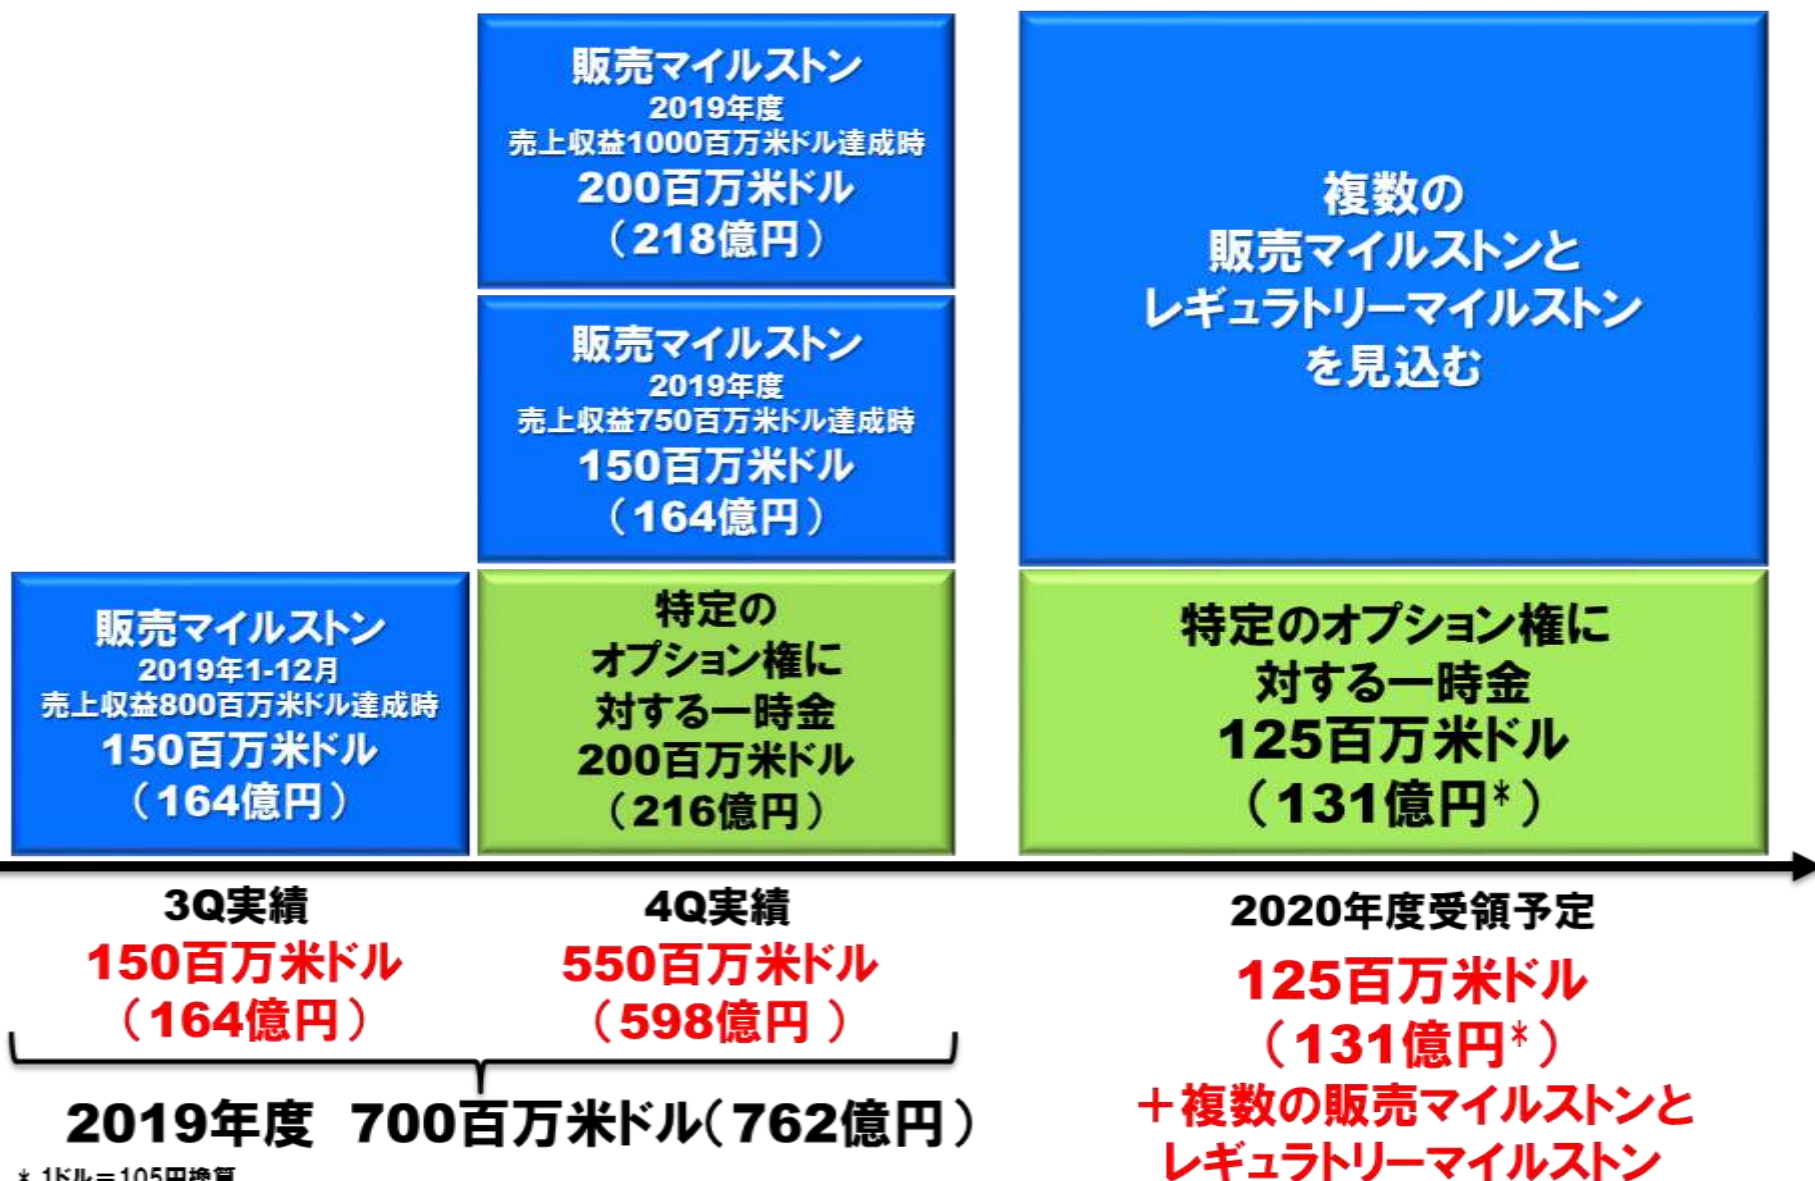 販売マイルストン
2019年度
売上収益1000百万米ドル達成時
200百万米ドル
（218億円）
販売マイルストン
2019年度
売上収益750百万米ドル達成時
150百万米ドル
（164億円）
複数の
販売マイルストンと
レギュラトリーマイルストン
を見込む
販売マイルストン
2019年1-12月
売上収益800百万米ドル達成時
150百万米ドル
（164億円）
特定の
オプション権に
対する一時金
200百万米ドル
（216億円）
特定のオプション権に
対する一時金
125百万米ドル
（131億円*）
3Q実績
150百万米ドル
（164億円）
4Q実績
550百万米ドル
（598億円 ）
2020年度受領予定
125百万米ドル
（131億円*）
＋複数の販売マイルストンと
レギュラトリーマイルストン
2019年度 700百万米ドル（762億円）
* 1ドル＝105円換算